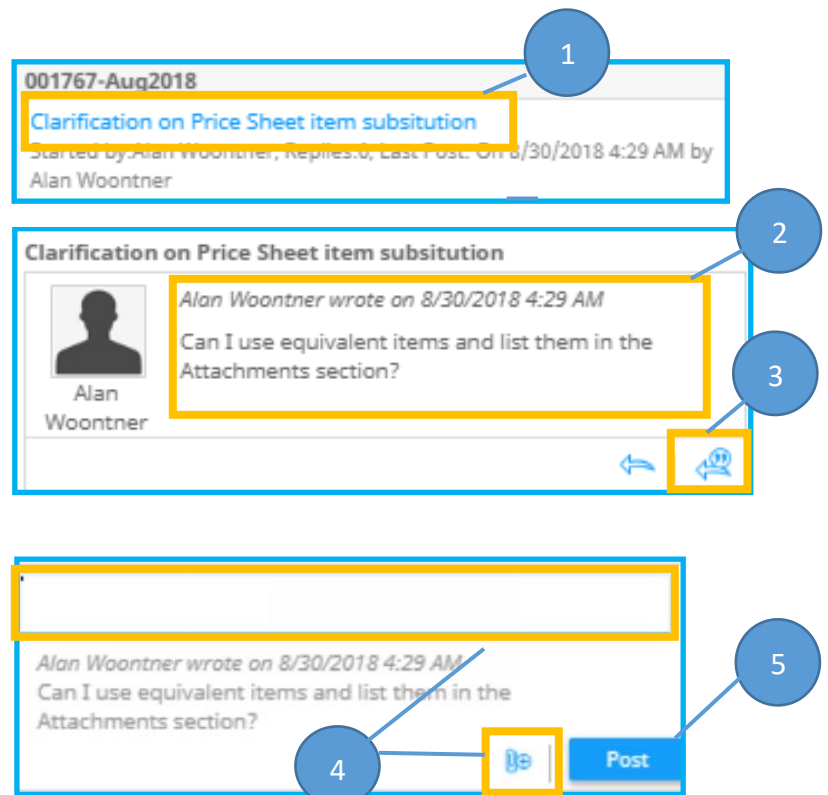 1
001767-Aug2018
Clarification on Price Sheet item subsitution
Started by:Alan Woontner, Replies:0, Last Post: On 8/30/2018 4:29 AM by
Alan Woontner
2
Clarification on Price Sheet item subsitution
Alan Woontner wrote on 8/30/2018 4:29 AM
Can I use equivalent items and list them in the
Attachments section?
Alan
Woontner
3
Alan Woontner wrote on 8/30/2018 4:29 AM
Can I use equivalent items and list them in the
Attachments section?
4
Post
5